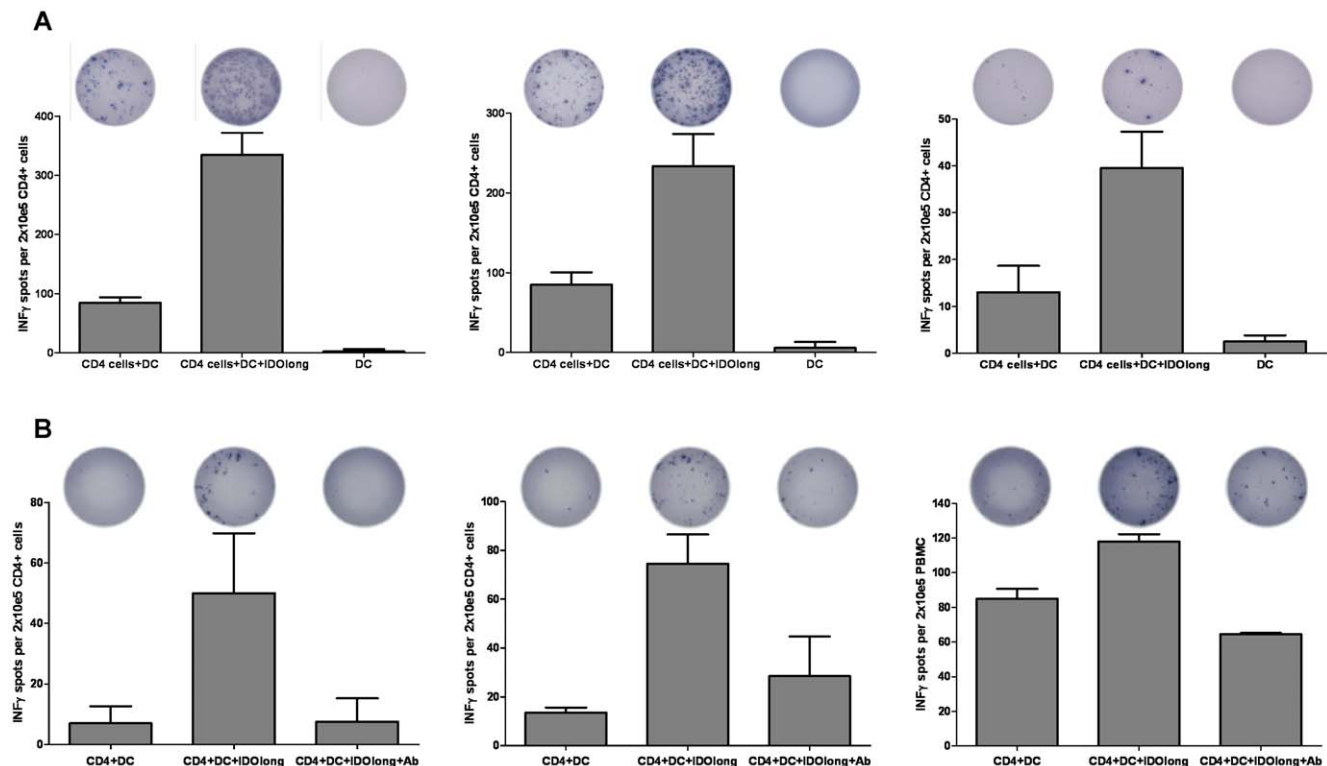 A
INFγ spots per 2x10e5 CD4+ cells
400
300
200
100
0
CD4 cells+DC
CD4 cells+DC+IDOlong
DC
INFγ spots per 2x10e5 CD4+ cells
300
200
100
0
CD4 cells+DC
CD4 cells+DC+IDOlong
DC
INFγ spots per 2x10e5 CD4+ cells
50
40
30
20
10
0
CD4 cells+DC
CD4 cells+DC+IDOlong
DC
B
INFγ spots per 2x10e5 CD4+ cells
80
60
40
20
0
CD4+DC
CD4+DC+IDOlong
CD4+DC+IDOlong+Ab
INFγ spots per 2x10e5 CD4+ cells
100
80
60
40
20
0
CD4+DC
CD4+DC+IDOlong
CD4+DC+IDOlong+Ab
INFγ spots per 2x10e5 PBMC
140
120
100
80
60
40
20
0
CD4+DC
CD4+DC+IDOlong
CD4+DC+IDOlong+Ab